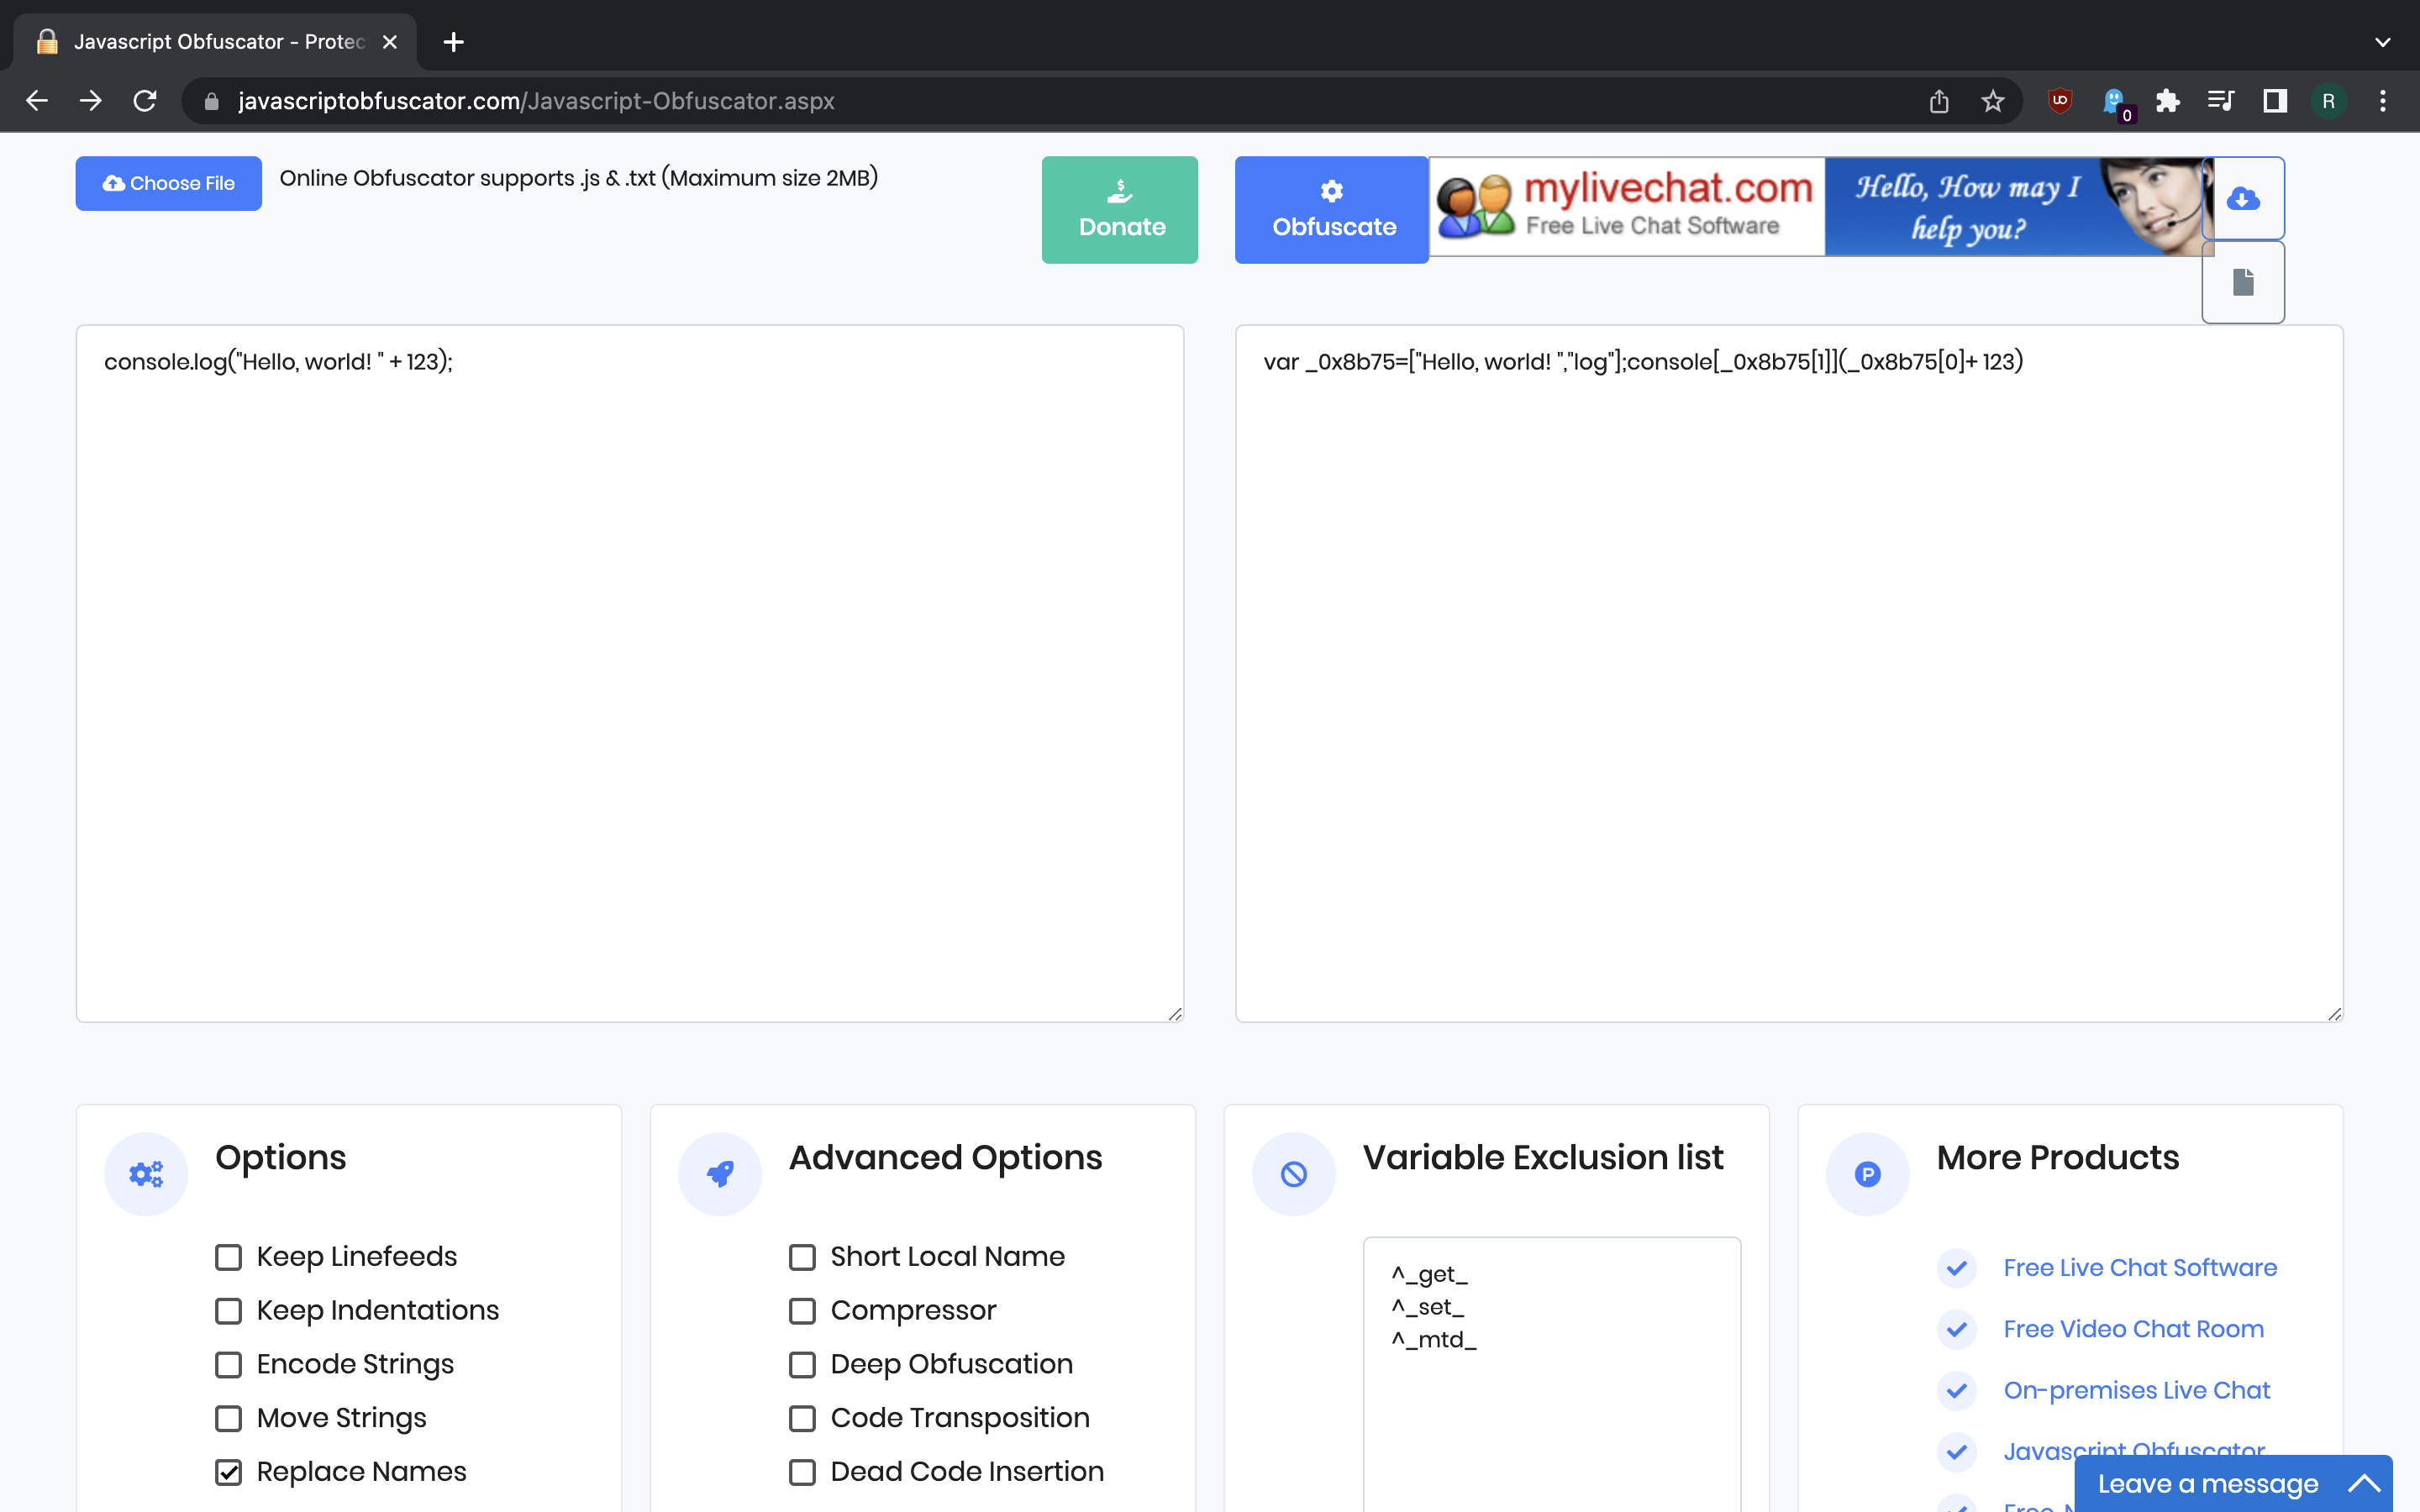 Javascript Obfuscator - Protec
javascriptobfuscator.com/Javascript-Obfuscator.aspx
0
R
Choose File
Online Obfuscator supports .js & .txt (Maximum size 2MB)
Donate
Obfuscate
mylivechat.com
Free Live Chat Software
Hello, How may I
help you?
console.log("Hello, world! " + 123);
var _0x8b75=["Hello, world! ","log"];console[_0x8b75[1]](_0x8b75[0]+ 123)
Options
Keep Linefeeds
Keep Indentations
Encode Strings
Move Strings
Replace Names
Advanced Options
Short Local Name
Compressor
Deep Obfuscation
Code Transposition
Dead Code Insertion
Variable Exclusion list
^_get_
^_set_
^_mtd_
More Products
Free Live Chat Software
Free Video Chat Room
On-premises Live Chat
Javascript Obfuscator
Leave a message